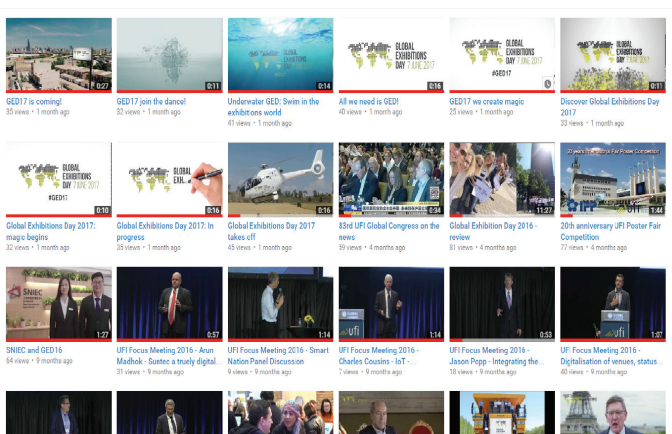 GLOBAL
EXHIBITIONS
DAY 7 JUNE 2017
GLOBAL
EXHIBITIONS
DAY 7 JUNE 2017
#GED17
0:27
0:11
0:14
0:16
0:11
GED17 is coming!
GED17 join the dance!
Underwater GED: Swim in the
exhibitions world
All we need is GED!
GED17 we create magic
Discover Global Exhibitions Day
2017
35 views • 1 month ago
32 views • 1 month ago
41 views • 1 month ago
40 views • 1 month ago
25 views • 1 month ago
33 views • 1 month ago
GLOBAL
EXHIBITIONS
DAY 7 JUNE 2017
#GED17
GLOBAL
EXH..
20 years International Fair Poster Competition
ufi
0:10
0:16
0:16
2:34
11:27
1:44
Global Exhibitions Day 2017:
magic begins
Global Exhibitions Day 2017: In
progress
Global Exhibitions Day 2017
takes off
83rd UFI Global Congress on the
news
Global Exhibition Day 2016 -
review
20th anniversary UFI Poster Fair
Competition
32 views • 1 month ago
35 views • 1 month ago
45 views • 1 month ago
59 views • 4 months ago
81 views • 4 months ago
77 views • 4 months ago
SNIEC
ufi
ufi
1:27
0:57
1:14
1:14
0:53
1:07
SNIEC and GED16
UFI Focus Meeting 2016 - Arun
Madhok - Suntec a truely digital...
UFI Focus Meeting 2016 - Smart
Nation Panel Discussion
UFI Focus Meeting 2016 -
Charles Cousins - IoT -...
UFI Focus Meeting 2016 -
Jason Popp - Integrating the...
UFI Focus Meeting 2016 -
Digitalisation of venues, status...
64 views • 9 months ago
31 views • 9 months ago
9 views • 9 months ago
7 views • 9 months ago
18 views • 9 months ago
40 views • 9 months ago